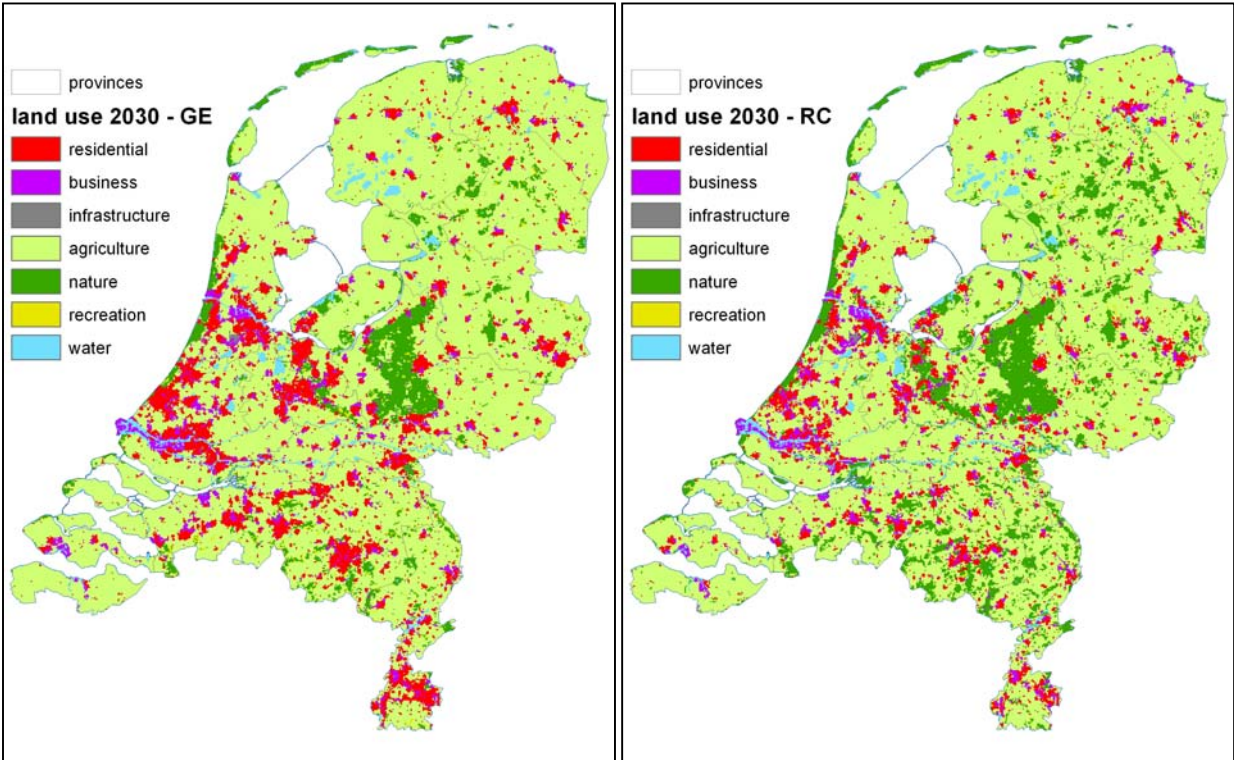 provinces
land use 2030 - GE
residential
business
infrastructure
agriculture
nature
recreation
water
provinces
land use 2030 - RC
residential
business
infrastructure
agriculture
nature
recreation
water